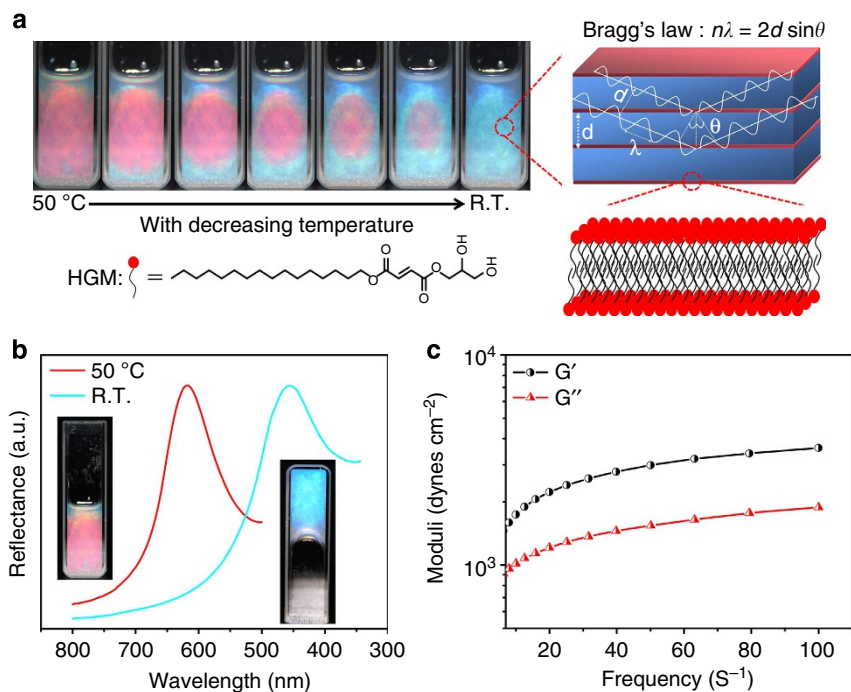 a
Bragg's law : nλ = 2d sinθ
d
d
θ
λ
50 °C
R.T.
With decreasing temperature
HGM:
=
O
O
O
O
OH
OH
b
50 °C
R.T.
Reflectance (a.u.)
800
700
600
500
400
300
Wavelength (nm)
c
10⁴
G′
G″
Moduli (dynes cm⁻²)
10³
20
40
60
80
100
Frequency (S⁻¹)